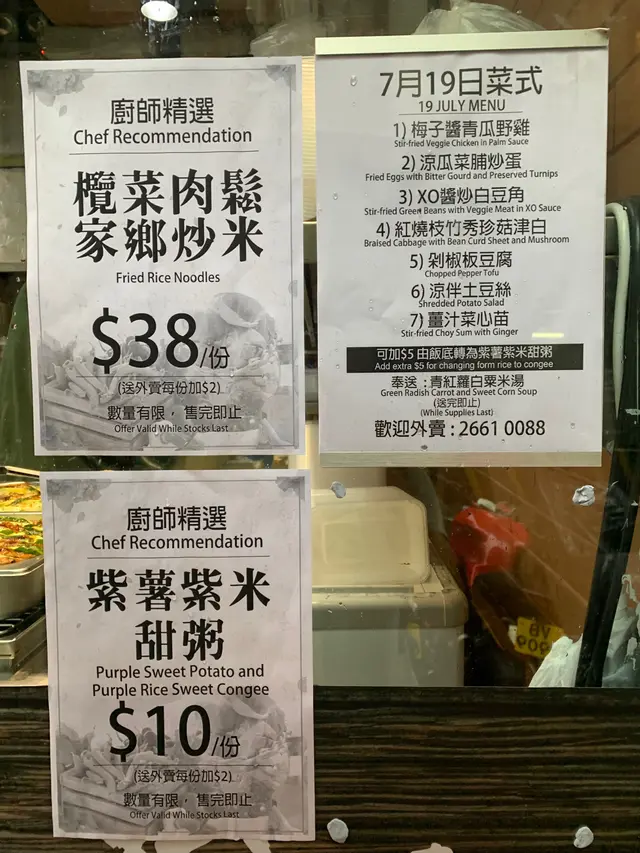 廚師精選
Chef Recommendation
欖菜肉鬆
家鄉炒米
Fried Rice Noodles
$38/份
(送外賣每份加$2)
數量有限， 售完即止
Offer Valid While Stocks Last
7月19日菜式
19 JULY MENU
1) 梅子醬青瓜野雞
Stir-fried Veggie Chicken in Palm Sauce
2) 涼瓜菜脯炒蛋
Fried Eggs with Bitter Gourd and Preserved Turnips
3) XO醬炒白豆角
Stir-fried Green Beans with Veggie Meat in XO Sauce
4) 紅燒枝竹秀珍菇津白
Braised Cabbage with Bean Curd Sheet and Mushroom
5) 剁椒板豆腐
Chopped Pepper Tofu
6) 涼伴土豆絲
Shredded Potato Salad
7) 薑汁菜心苗
Stir-fried Choy Sum with Ginger
可加$5 由飯底轉為紫薯紫米甜粥
Add extra $5 for changing form rice to congee
奉送 : 青紅蘿白粟米湯
Green Radish Carrot and Sweet Corn Soup
(送完即止)
(While Supplies Last)
歡迎外賣 : 2661 0088
廚師精選
Chef Recommendation
紫薯紫米
甜粥
Purple Sweet Potato and
Purple Rice Sweet Congee
$10/份
(送外賣每份加$2)
數量有限， 售完即止
Offer Valid While Stocks Last